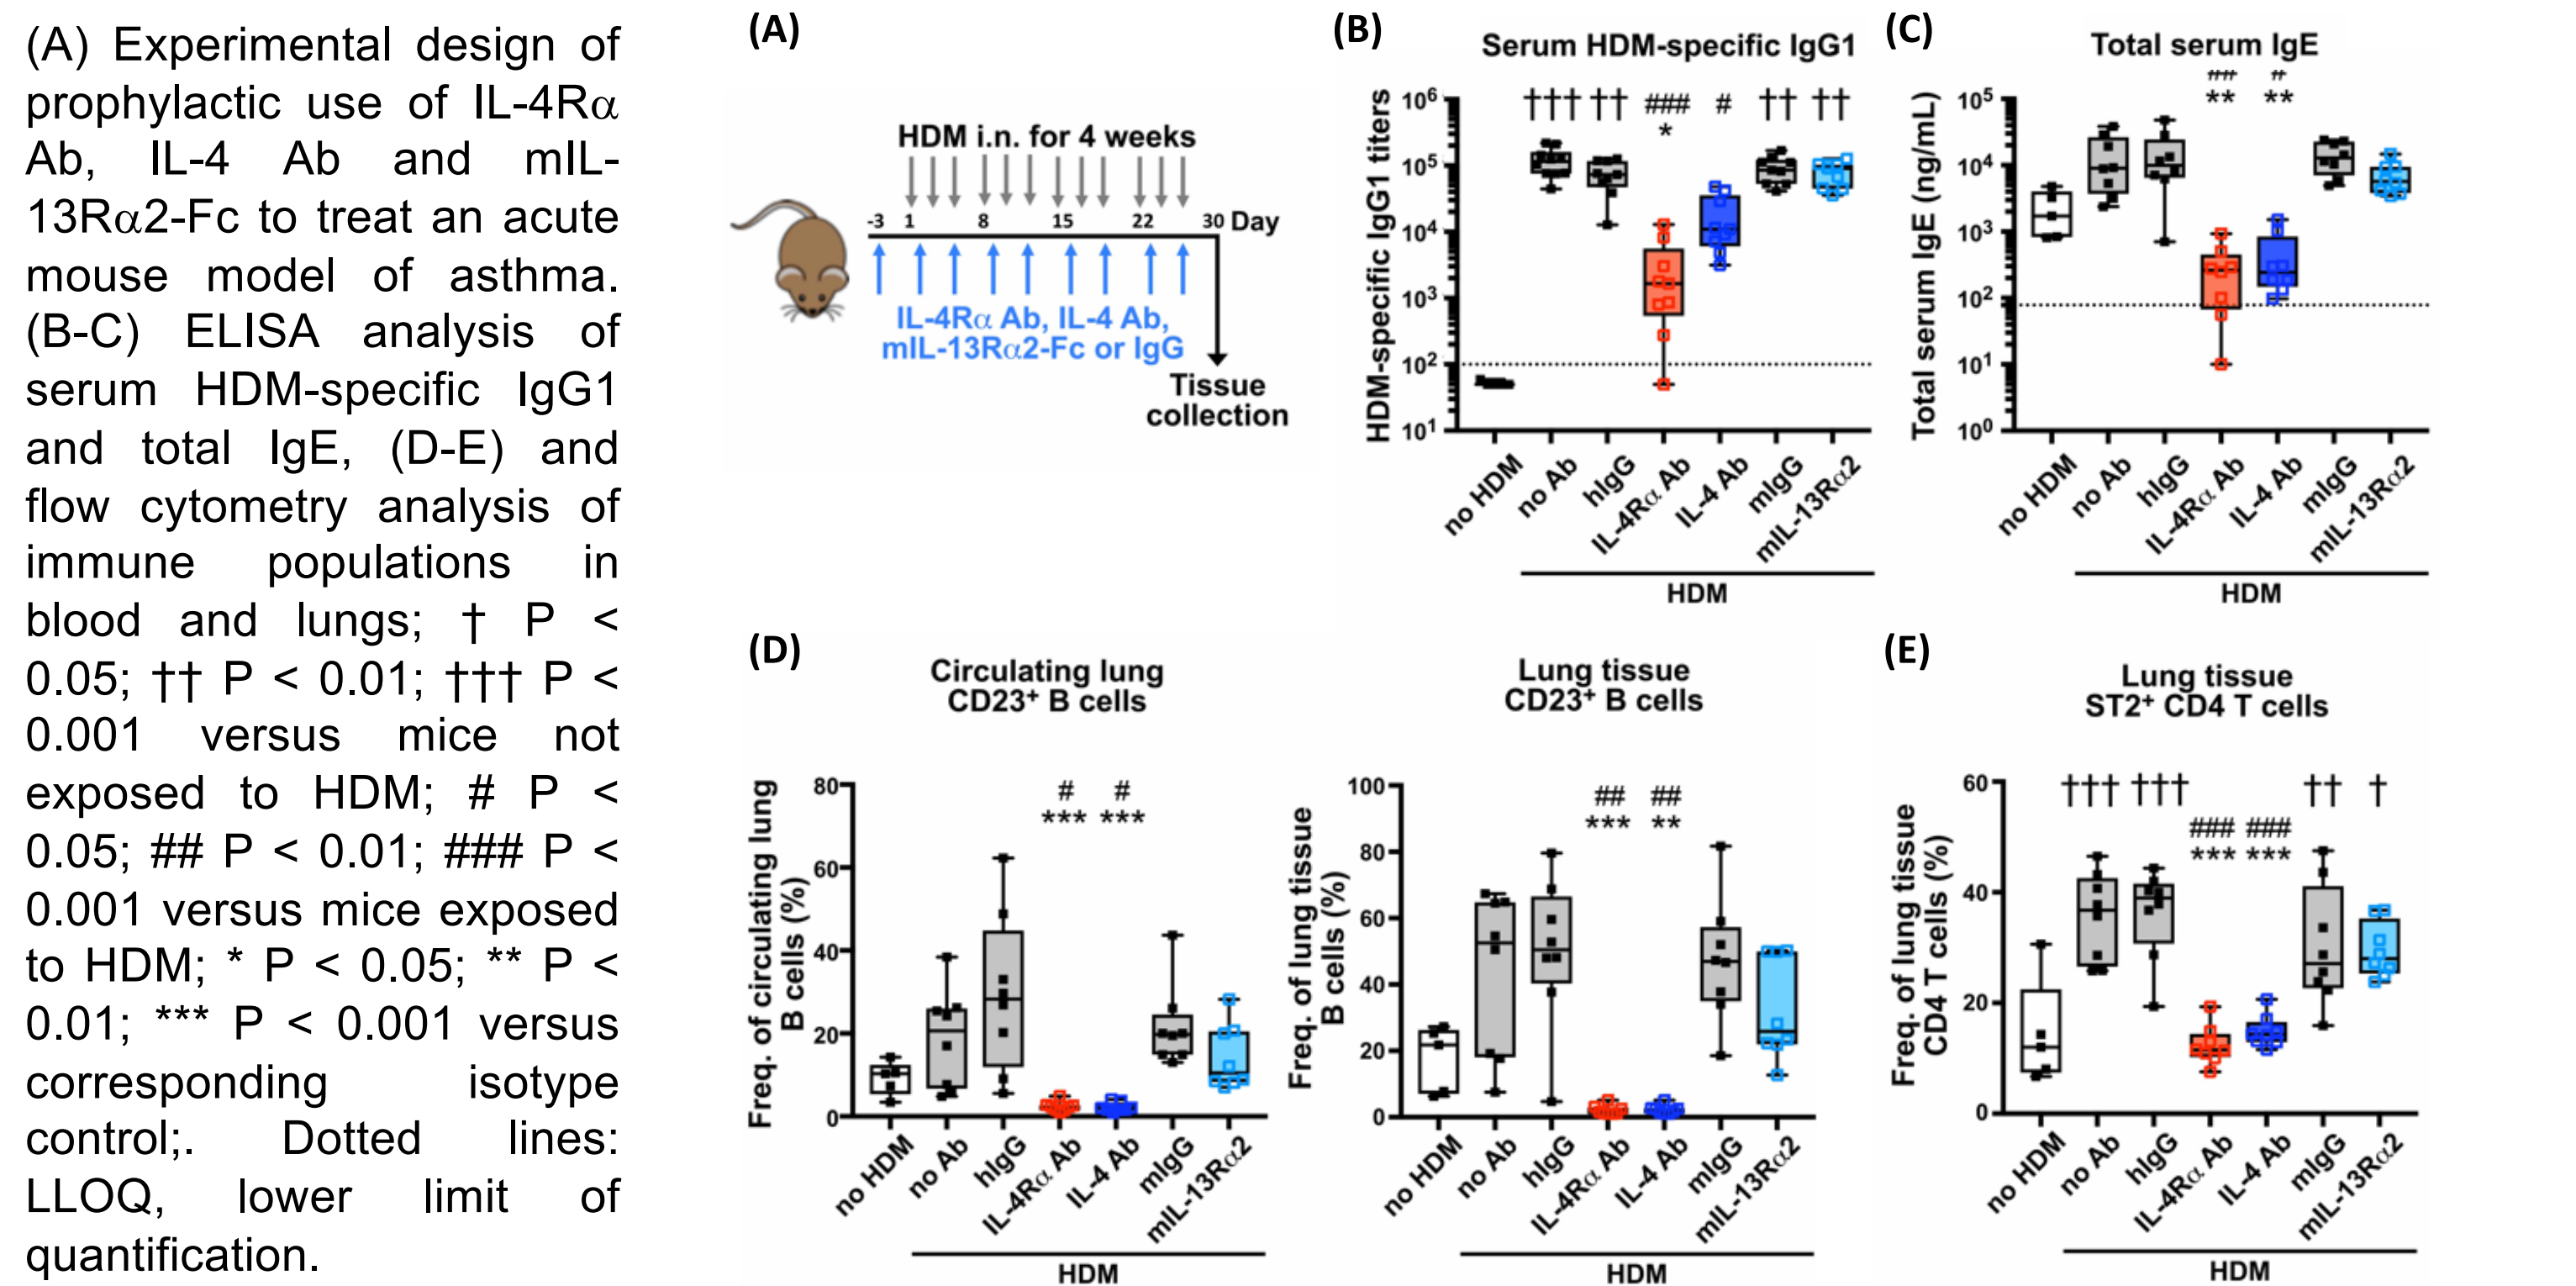 (A) Experimental design of
prophylactic use of IL-4Rα
Ab, IL-4 Ab and mIL-
13Rα2-Fc to treat an acute
mouse model of asthma.
(B-C) ELISA analysis of
serum HDM-specific IgG1
and total IgE, (D-E) and
flow cytometry analysis of
immune populations in
blood and lungs; † P <
0.05; †† P < 0.01; ††† P <
0.001 versus mice not
exposed to HDM; # P <
0.05; ## P < 0.01; ### P <
0.001 versus mice exposed
to HDM; * P < 0.05; ** P <
0.01; *** P < 0.001 versus
corresponding isotype
control;. Dotted lines:
LLOQ, lower limit of
quantification.
(A)
HDM i.n. for 4 weeks
-3 1 8 15 22 30 Day
IL-4Rα Ab, IL-4 Ab,
mIL-13Rα2-Fc or IgG
Tissue
collection
(B)
Serum HDM-specific IgG1
HDM-specific IgG1 titers
10⁶
10⁵
10⁴
10³
10²
10¹
††† †† ### # †† ††
*
no HDM
no Ab
hIgG
IL-4Rα Ab
IL-4 Ab
mIgG
mIL-13Rα2
HDM
(C)
Total serum IgE
Total serum IgE (ng/mL)
10⁵
10⁴
10³
10²
10¹
10⁰
## #
** **
no HDM
no Ab
hIgG
IL-4Rα Ab
IL-4 Ab
mIgG
mIL-13Rα2
HDM
(D)
Circulating lung
CD23⁺ B cells
Freq. of circulating lung
B cells (%)
80
60
40
20
0
# #
*** ***
no HDM
no Ab
hIgG
IL-4Rα Ab
IL-4 Ab
mIgG
mIL-13Rα2
HDM
Lung tissue
CD23⁺ B cells
Freq. of lung tissue
B cells (%)
100
80
60
40
20
0
## ##
*** **
no HDM
no Ab
hIgG
IL-4Rα Ab
IL-4 Ab
mIgG
mIL-13Rα2
HDM
(E)
Lung tissue
ST2⁺ CD4 T cells
Freq. of lung tissue
CD4 T cells (%)
60
40
20
0
††† ††† †† †
### ###
*** ***
no HDM
no Ab
hIgG
IL-4Rα Ab
IL-4 Ab
mIgG
mIL-13Rα2
HDM